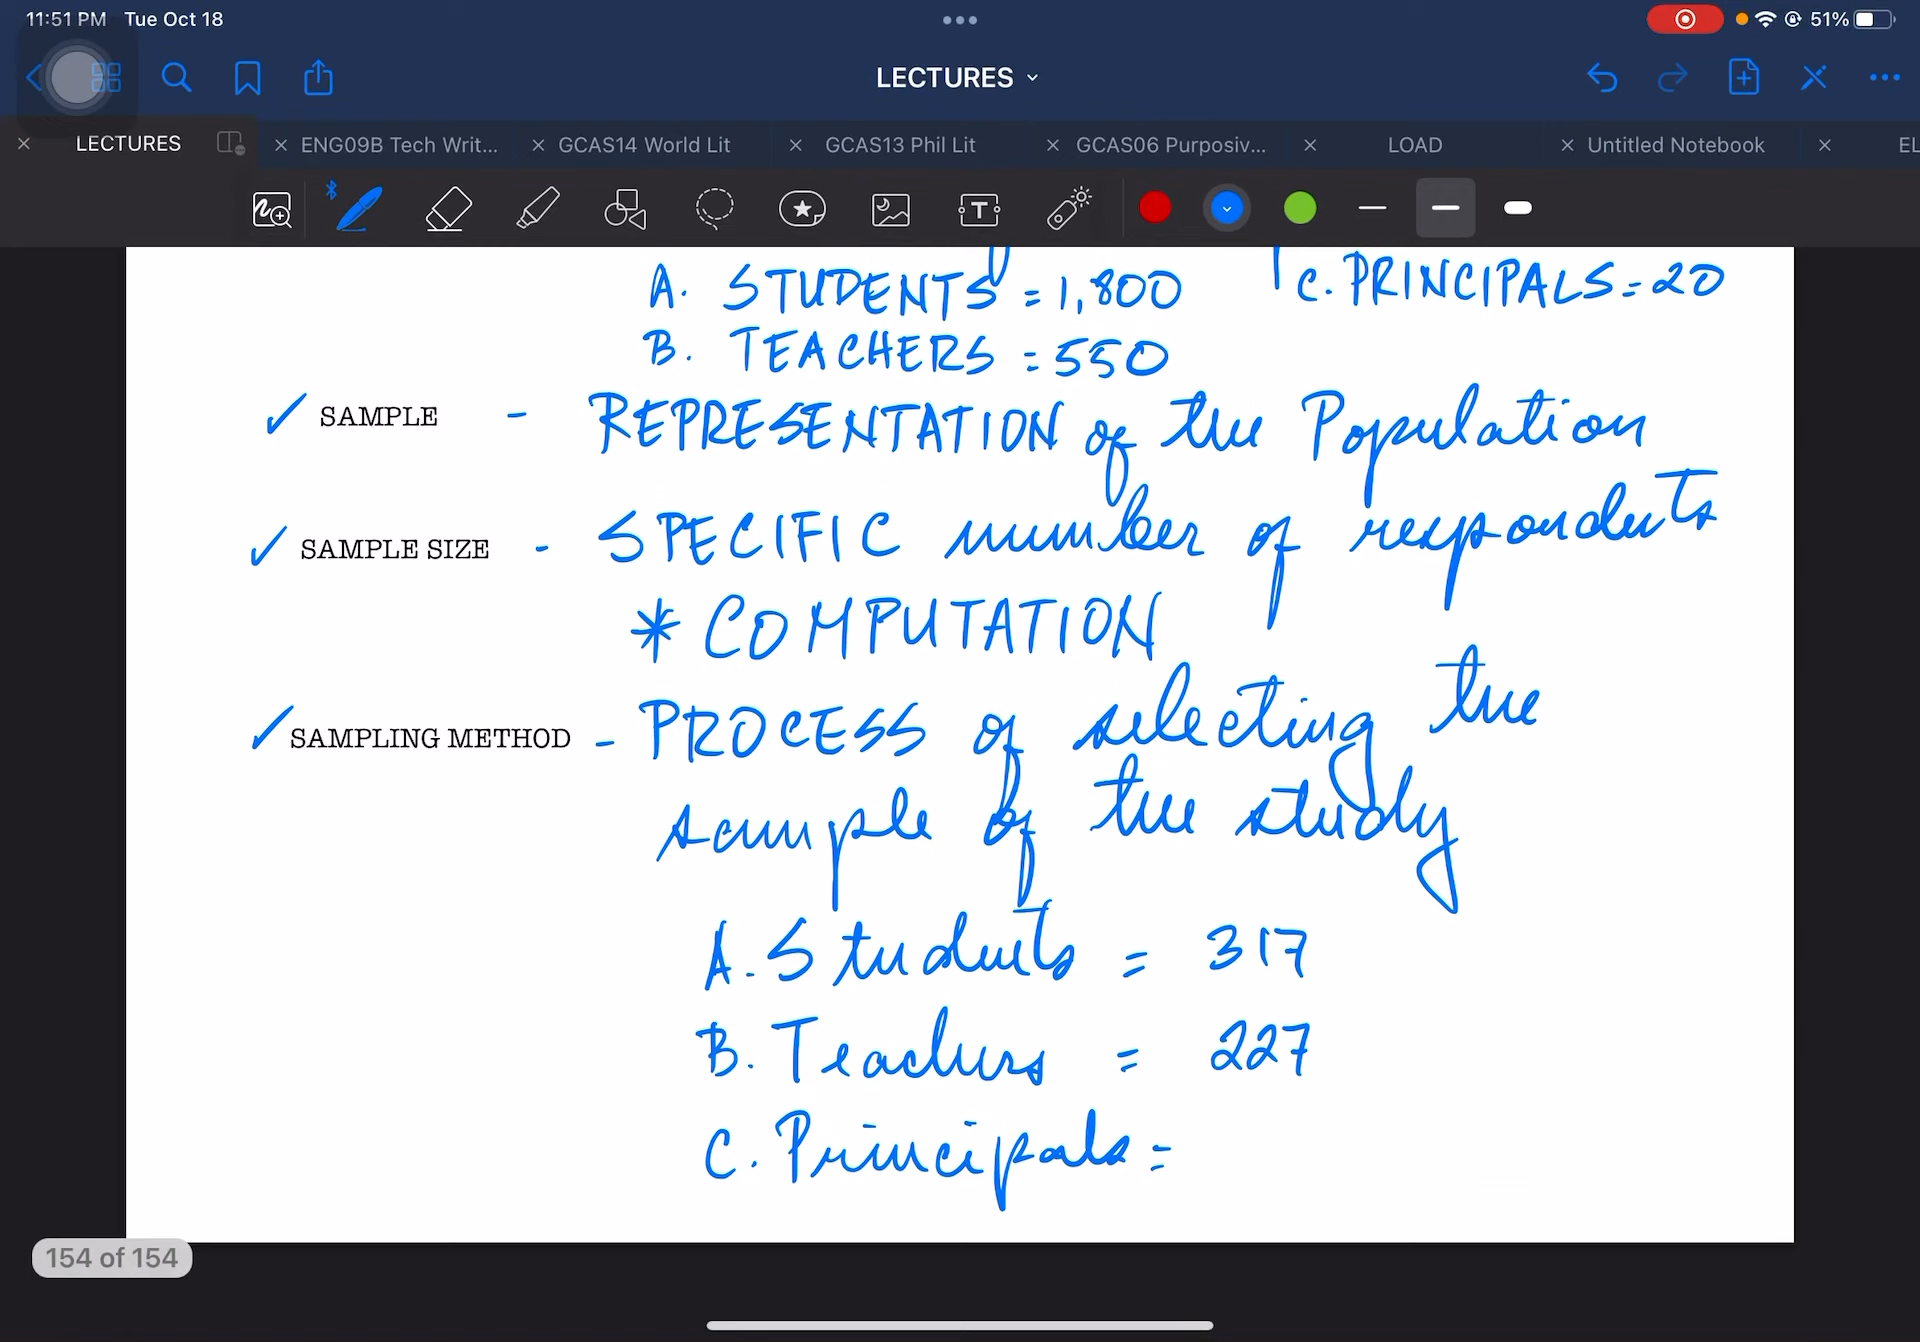 11:51 PM Tue Oct 18
51%
LECTURES
LECTURES
ENG09B Tech Writ...
GCAS14 World Lit
GCAS13 Phil Lit
GCAS06 Purposiv...
LOAD
Untitled Notebook
EL
T
A. STUDENTS = 1,800
C. PRINCIPALS = 20
B. TEACHERS = 550
✓ SAMPLE - REPRESENTATION of the Population
✓ SAMPLE SIZE - SPECIFIC number of respondents
* COMPUTATION
✓ SAMPLING METHOD - PROCESS of selecting the
sample of the study
A. Students = 317
B. Teachers = 227
C. Principals =
154 of 154